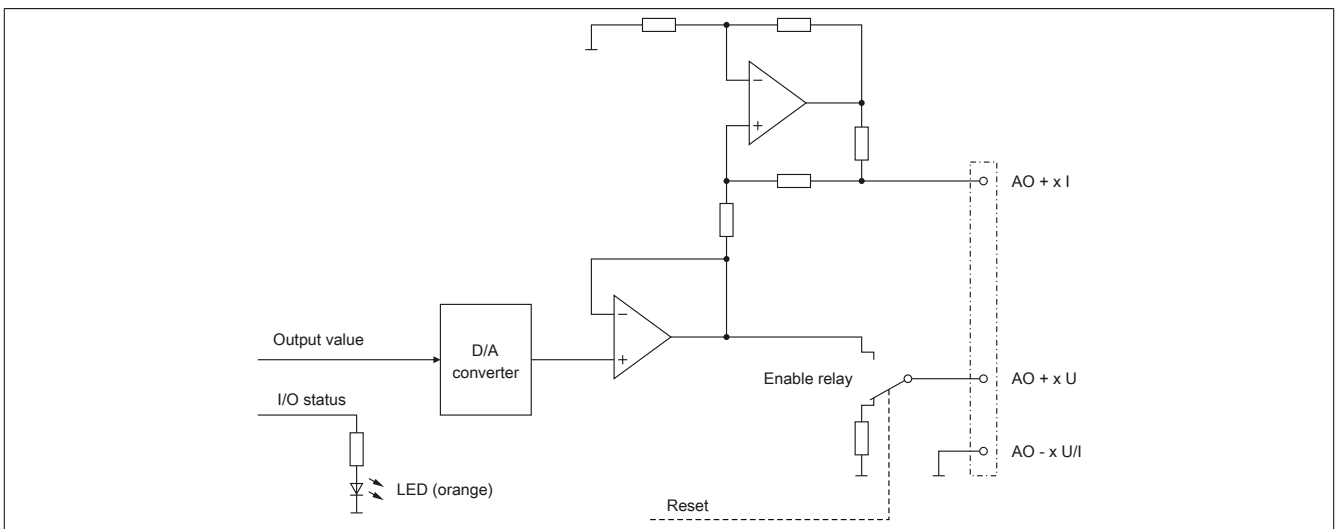 −
+
AO + x I
−
+
Output value
D/A
converter
Enable relay
AO + x U
I/O status
AO - x U/I
LED (orange)
Reset